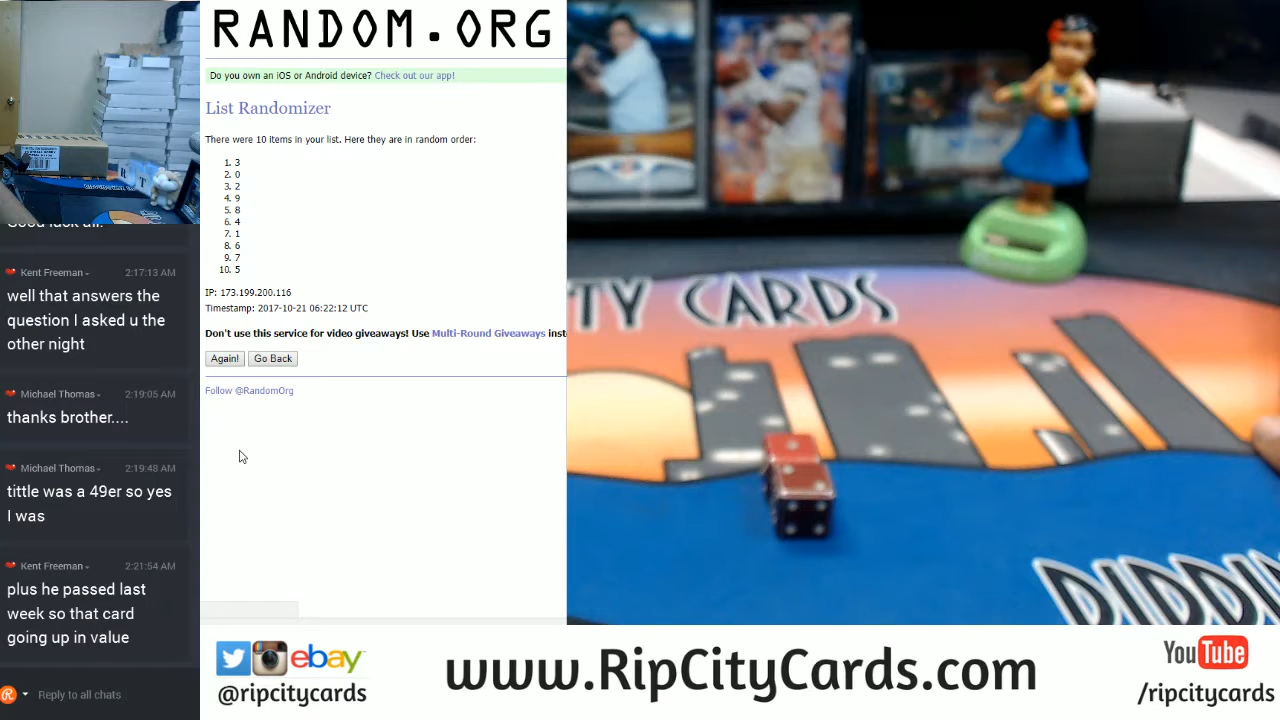 RANDOM.ORG
Do you own an iOS or Android device? Check out our app!
List Randomizer
There were 10 items in your list. Here they are in random order:
1. 3
2. 0
3. 2
4. 9
5. 8
6. 4
7. 1
8. 6
9. 7
10. 5
IP: 173.199.200.116
Timestamp: 2017-10-21 06:22:12 UTC
Don't use this service for video giveaways! Use Multi-Round Giveaways
Again! Go Back
Follow @RandomOrg
Kent Freeman 2:17:13 AM
well that answers the
question I asked u the
other night
Michael Thomas 2:19:05 AM
thanks brother....
Michael Thomas 2:19:48 AM
tittle was a 49er so yes
I was
Kent Freeman 2:21:54 AM
plus he passed last
week so that card
going up in value
Reply to all chats
TY CARDS
ebay
@ripcitycards
www.RipCityCards.com
YouTube
/ripcitycards